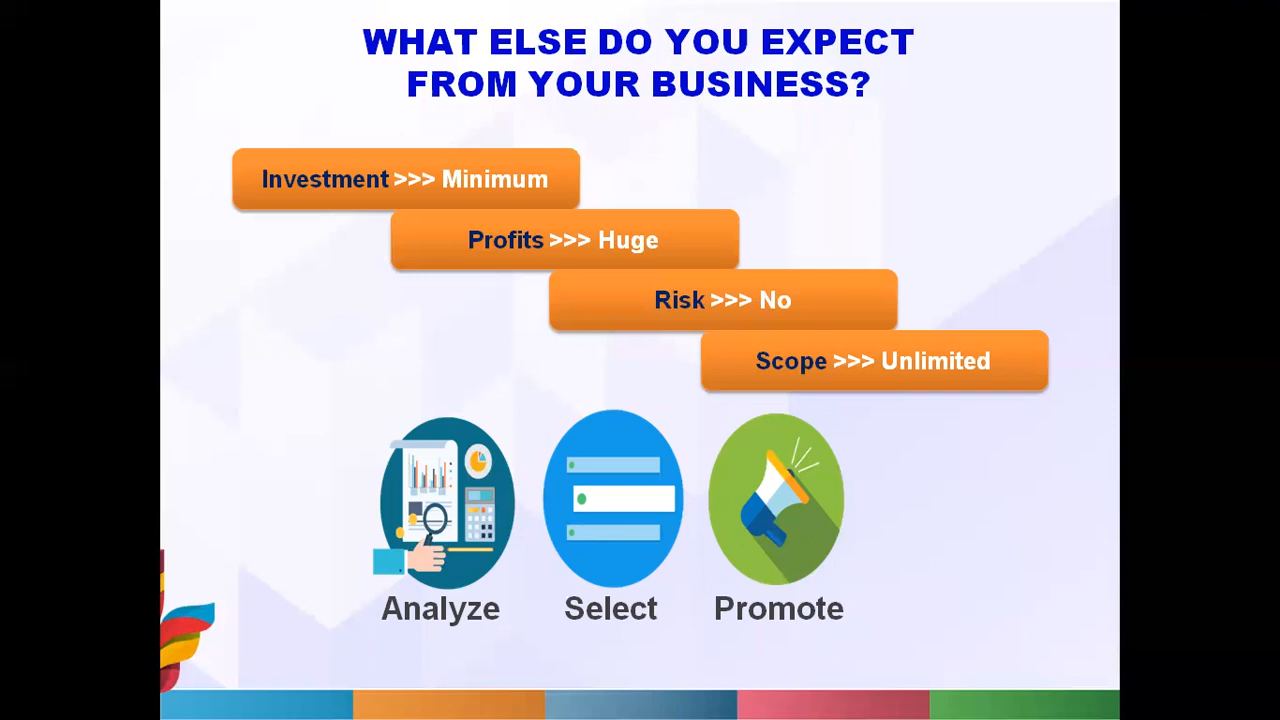 WHAT ELSE DO YOU EXPECT
FROM YOUR BUSINESS?
Investment >>> Minimum
Profits >>> Huge
Risk >>> No
Scope >>> Unlimited
Analyze
Select
Promote